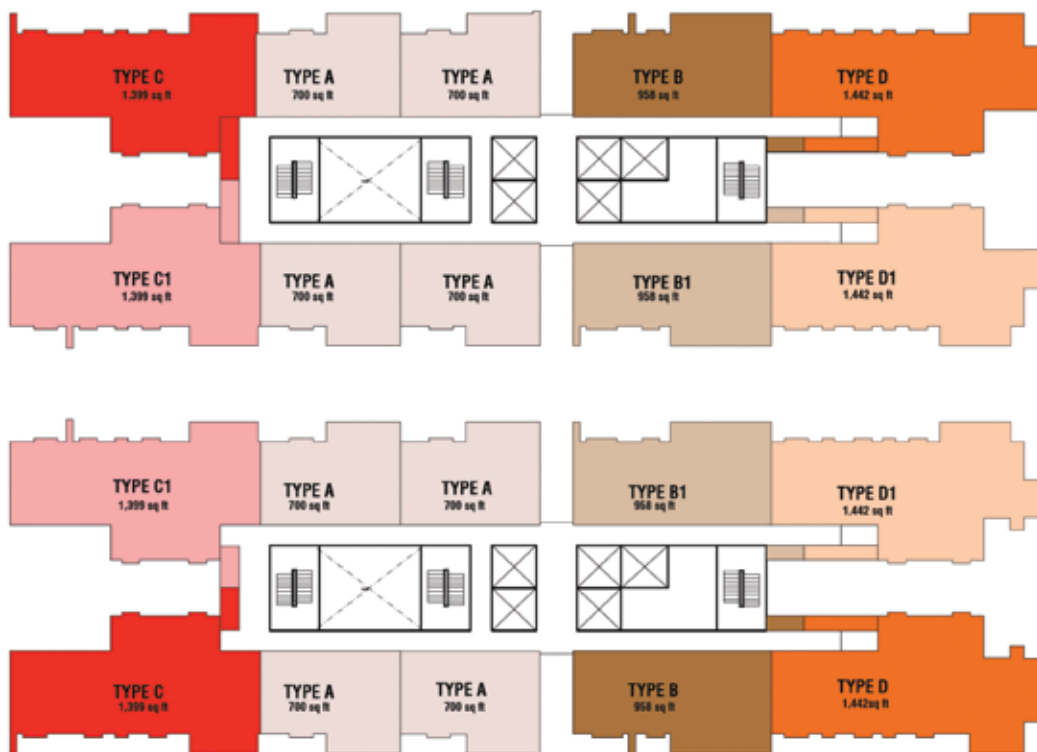 TYPE C
1,399 sq ft
TYPE A
700 sq ft
TYPE A
700 sq ft
TYPE B
958 sq ft
TYPE D
1,442 sq ft
TYPE C1
1,399 sq ft
TYPE A
700 sq ft
TYPE A
700 sq ft
TYPE B1
958 sq ft
TYPE D1
1,442 sq ft
TYPE C1
1,399 sq ft
TYPE A
700 sq ft
TYPE A
700 sq ft
TYPE B1
958 sq ft
TYPE D1
1,442 sq ft
TYPE C
1,399 sq ft
TYPE A
700 sq ft
TYPE A
700 sq ft
TYPE B
958 sq ft
TYPE D
1,442sq ft